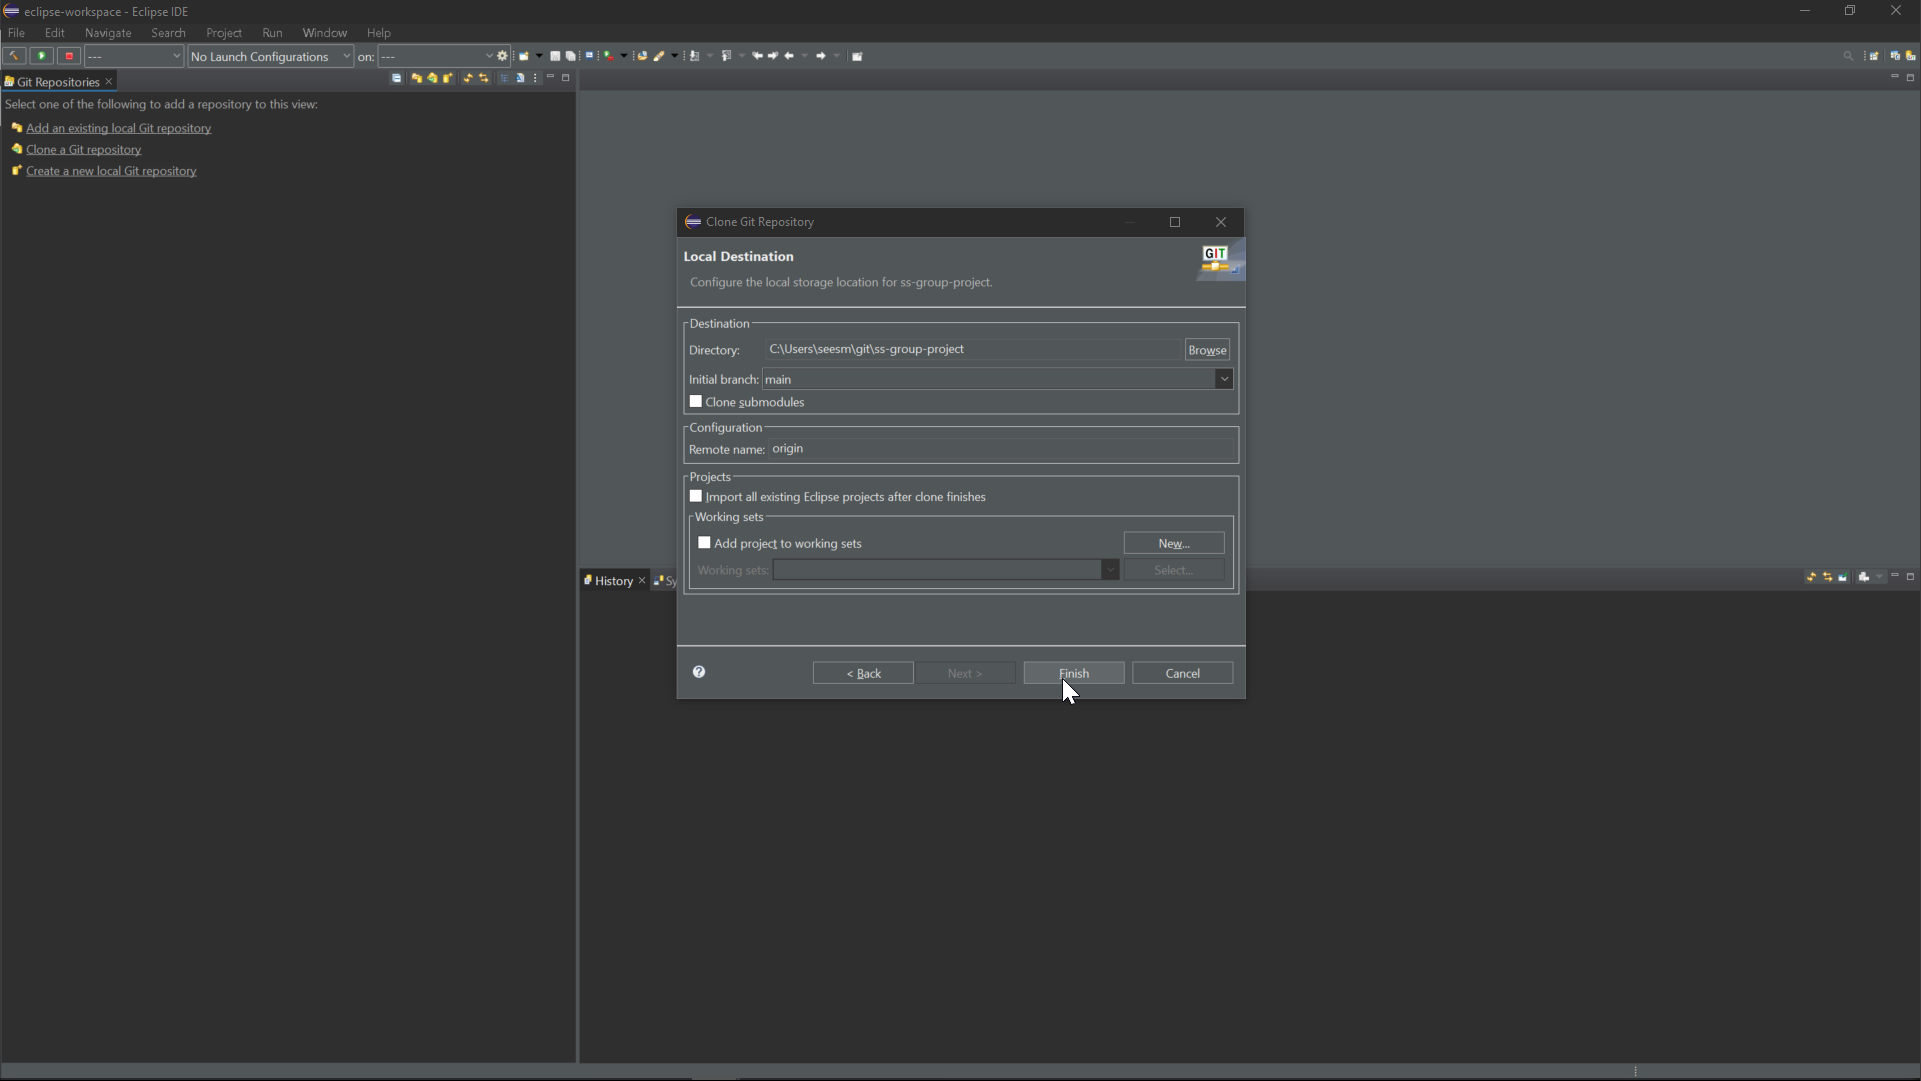 eclipse-workspace - Eclipse IDE
File Edit Navigate Search Project Run Window Help
--- No Launch Configurations on: ---
Git Repositories
Select one of the following to add a repository to this view:
Add an existing local Git repository
Clone a Git repository
Create a new local Git repository
Clone Git Repository
Local Destination
GIT
Configure the local storage location for ss-group-project.
Destination
Directory: C:\Users\seesm\git\ss-group-project Browse
Initial branch: main
Clone submodules
Configuration
Remote name: origin
Projects
Import all existing Eclipse projects after clone finishes
Working sets
Add project to working sets New...
Working sets: Select...
History Sy
? < Back Next > Finish Cancel